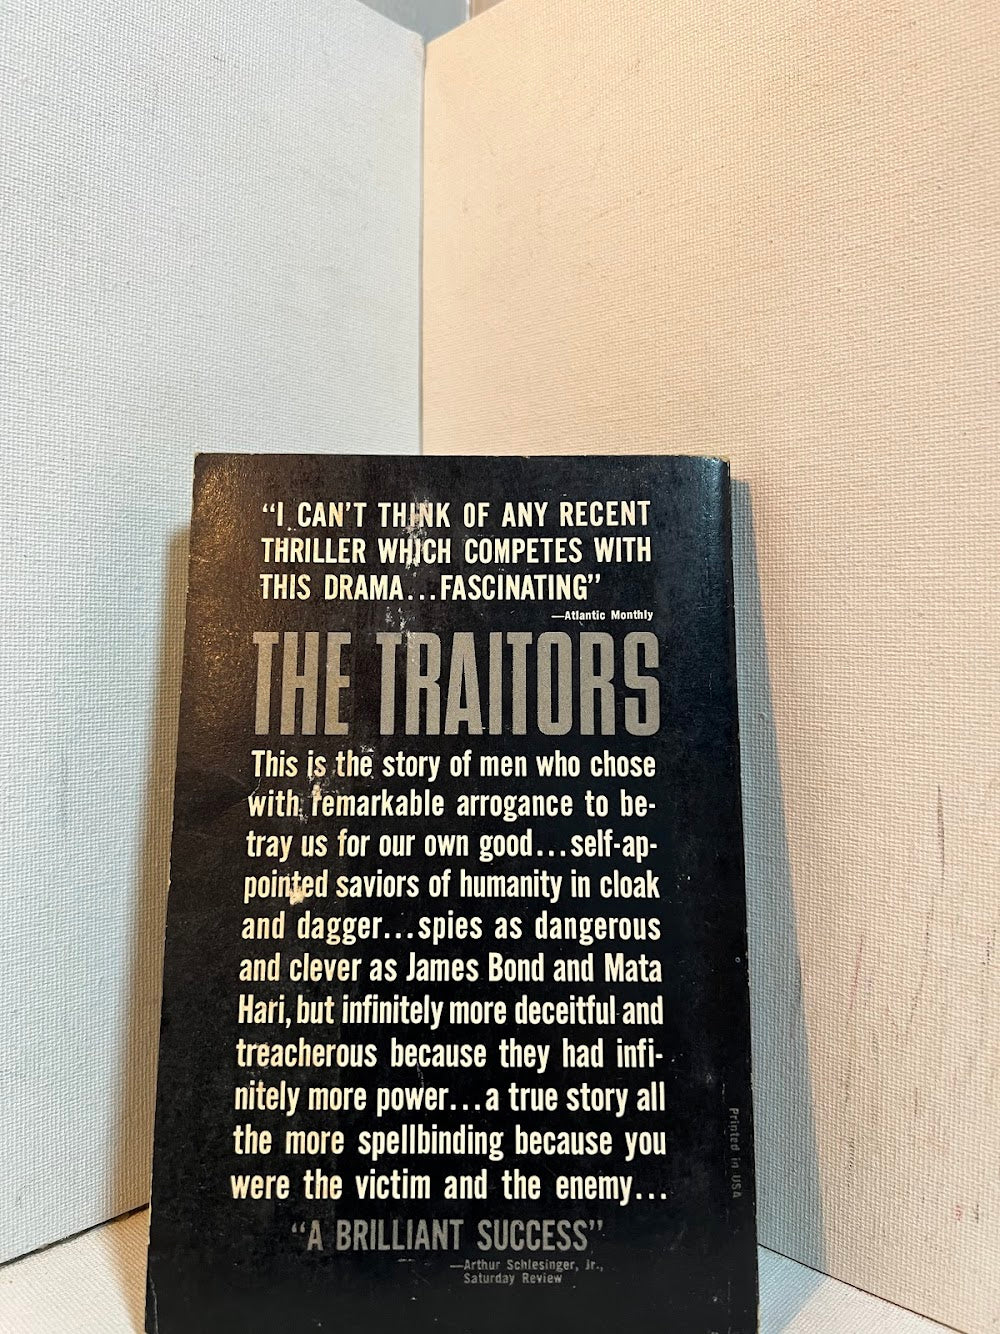 “I CAN’T THINK OF ANY RECENT
THRILLER WHICH COMPETES WITH
THIS DRAMA...FASCINATING”
—Atlantic Monthly
THE TRAITORS
This is the story of men who chose
with remarkable arrogance to be-
tray us for our own good...self-ap-
pointed saviors of humanity in cloak
and dagger...spies as dangerous
and clever as James Bond and Mata
Hari, but infinitely more deceitful and
treacherous because they had infi-
nitely more power...a true story all
the more spellbinding because you
were the victim and the enemy...
“A BRILLIANT SUCCESS”
—Arthur Schlesinger, Jr.,
Saturday Review
Printed in USA